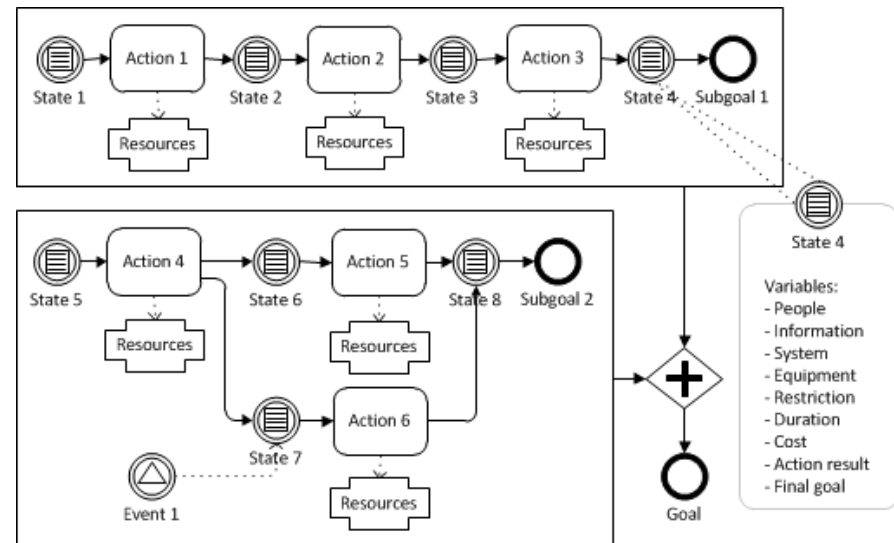 Action 1
Action 2
Action 3
State 1
State 2
State 3
State 4
Subgoal 1
Resources
Resources
Resources
State 4
Variables:
- People
- Information
- System
- Equipment
- Restriction
- Duration
- Cost
- Action result
- Final goal
Action 4
Action 5
State 5
State 6
State 8
Subgoal 2
Resources
Resources
Action 6
State 7
Event 1
Resources
Goal